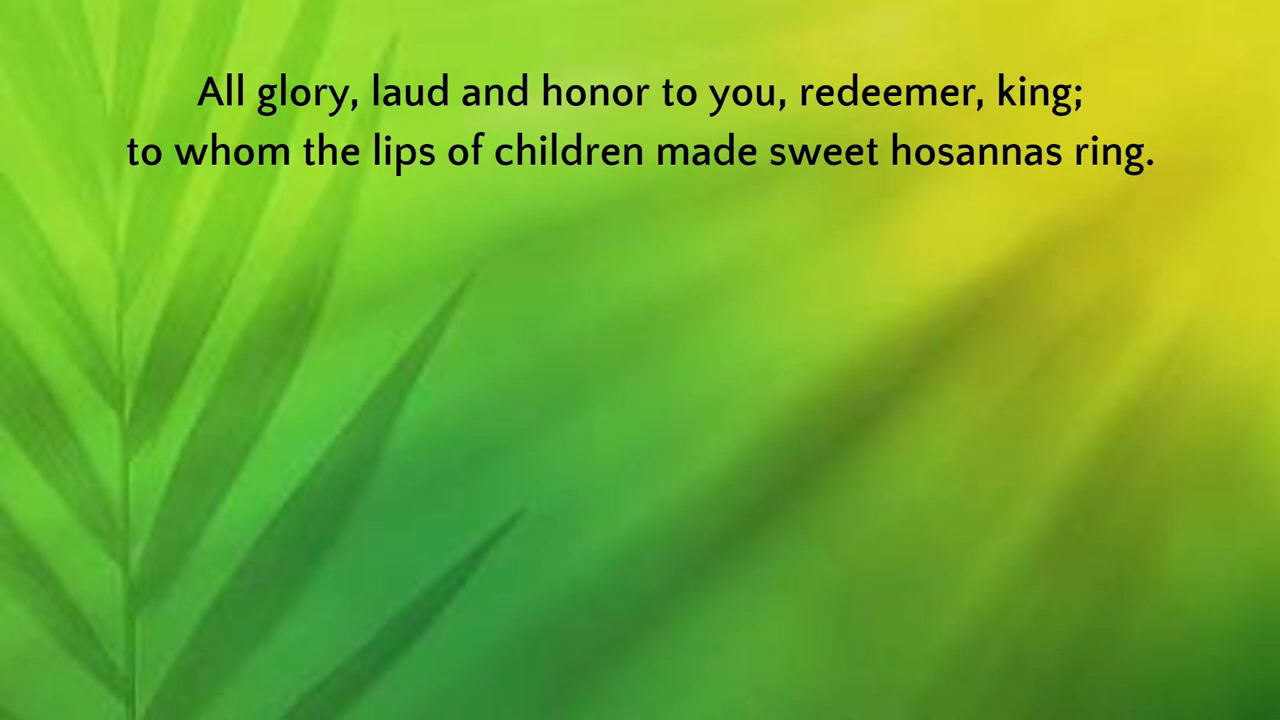 All glory, laud and honor to you, redeemer, king;
to whom the lips of children made sweet hosannas ring.